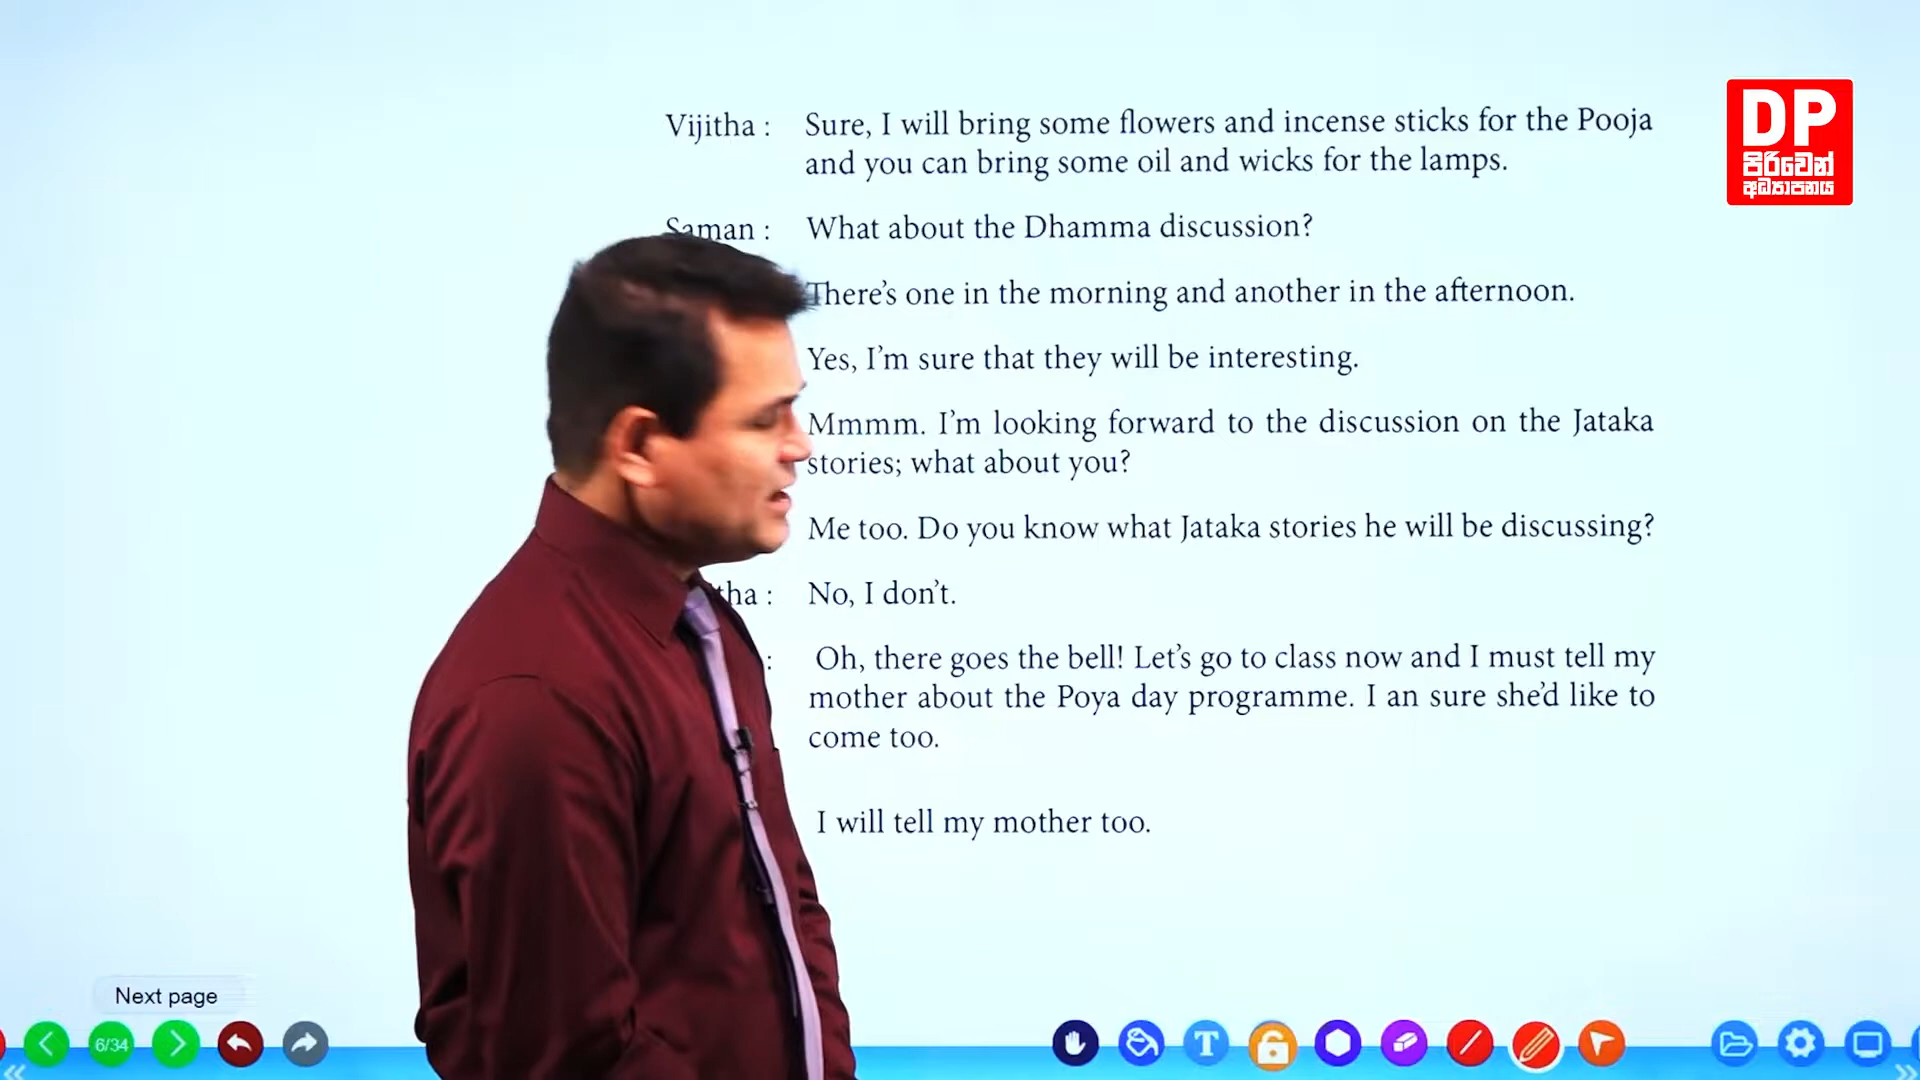 Vijitha : Sure, I will bring some flowers and incense sticks for the Pooja
and you can bring some oil and wicks for the lamps.
Saman : What about the Dhamma discussion?
There's one in the morning and another in the afternoon.
Yes, I'm sure that they will be interesting.
Mmmm. I'm looking forward to the discussion on the Jataka
stories; what about you?
Me too. Do you know what Jataka stories he will be discussing?
tha : No, I don't.
: Oh, there goes the bell! Let's go to class now and I must tell my
mother about the Poya day programme. I an sure she'd like to
come too.
I will tell my mother too.
DP
පිරිවෙන්
අධ්‍යාපනය
Next page
6/34
T